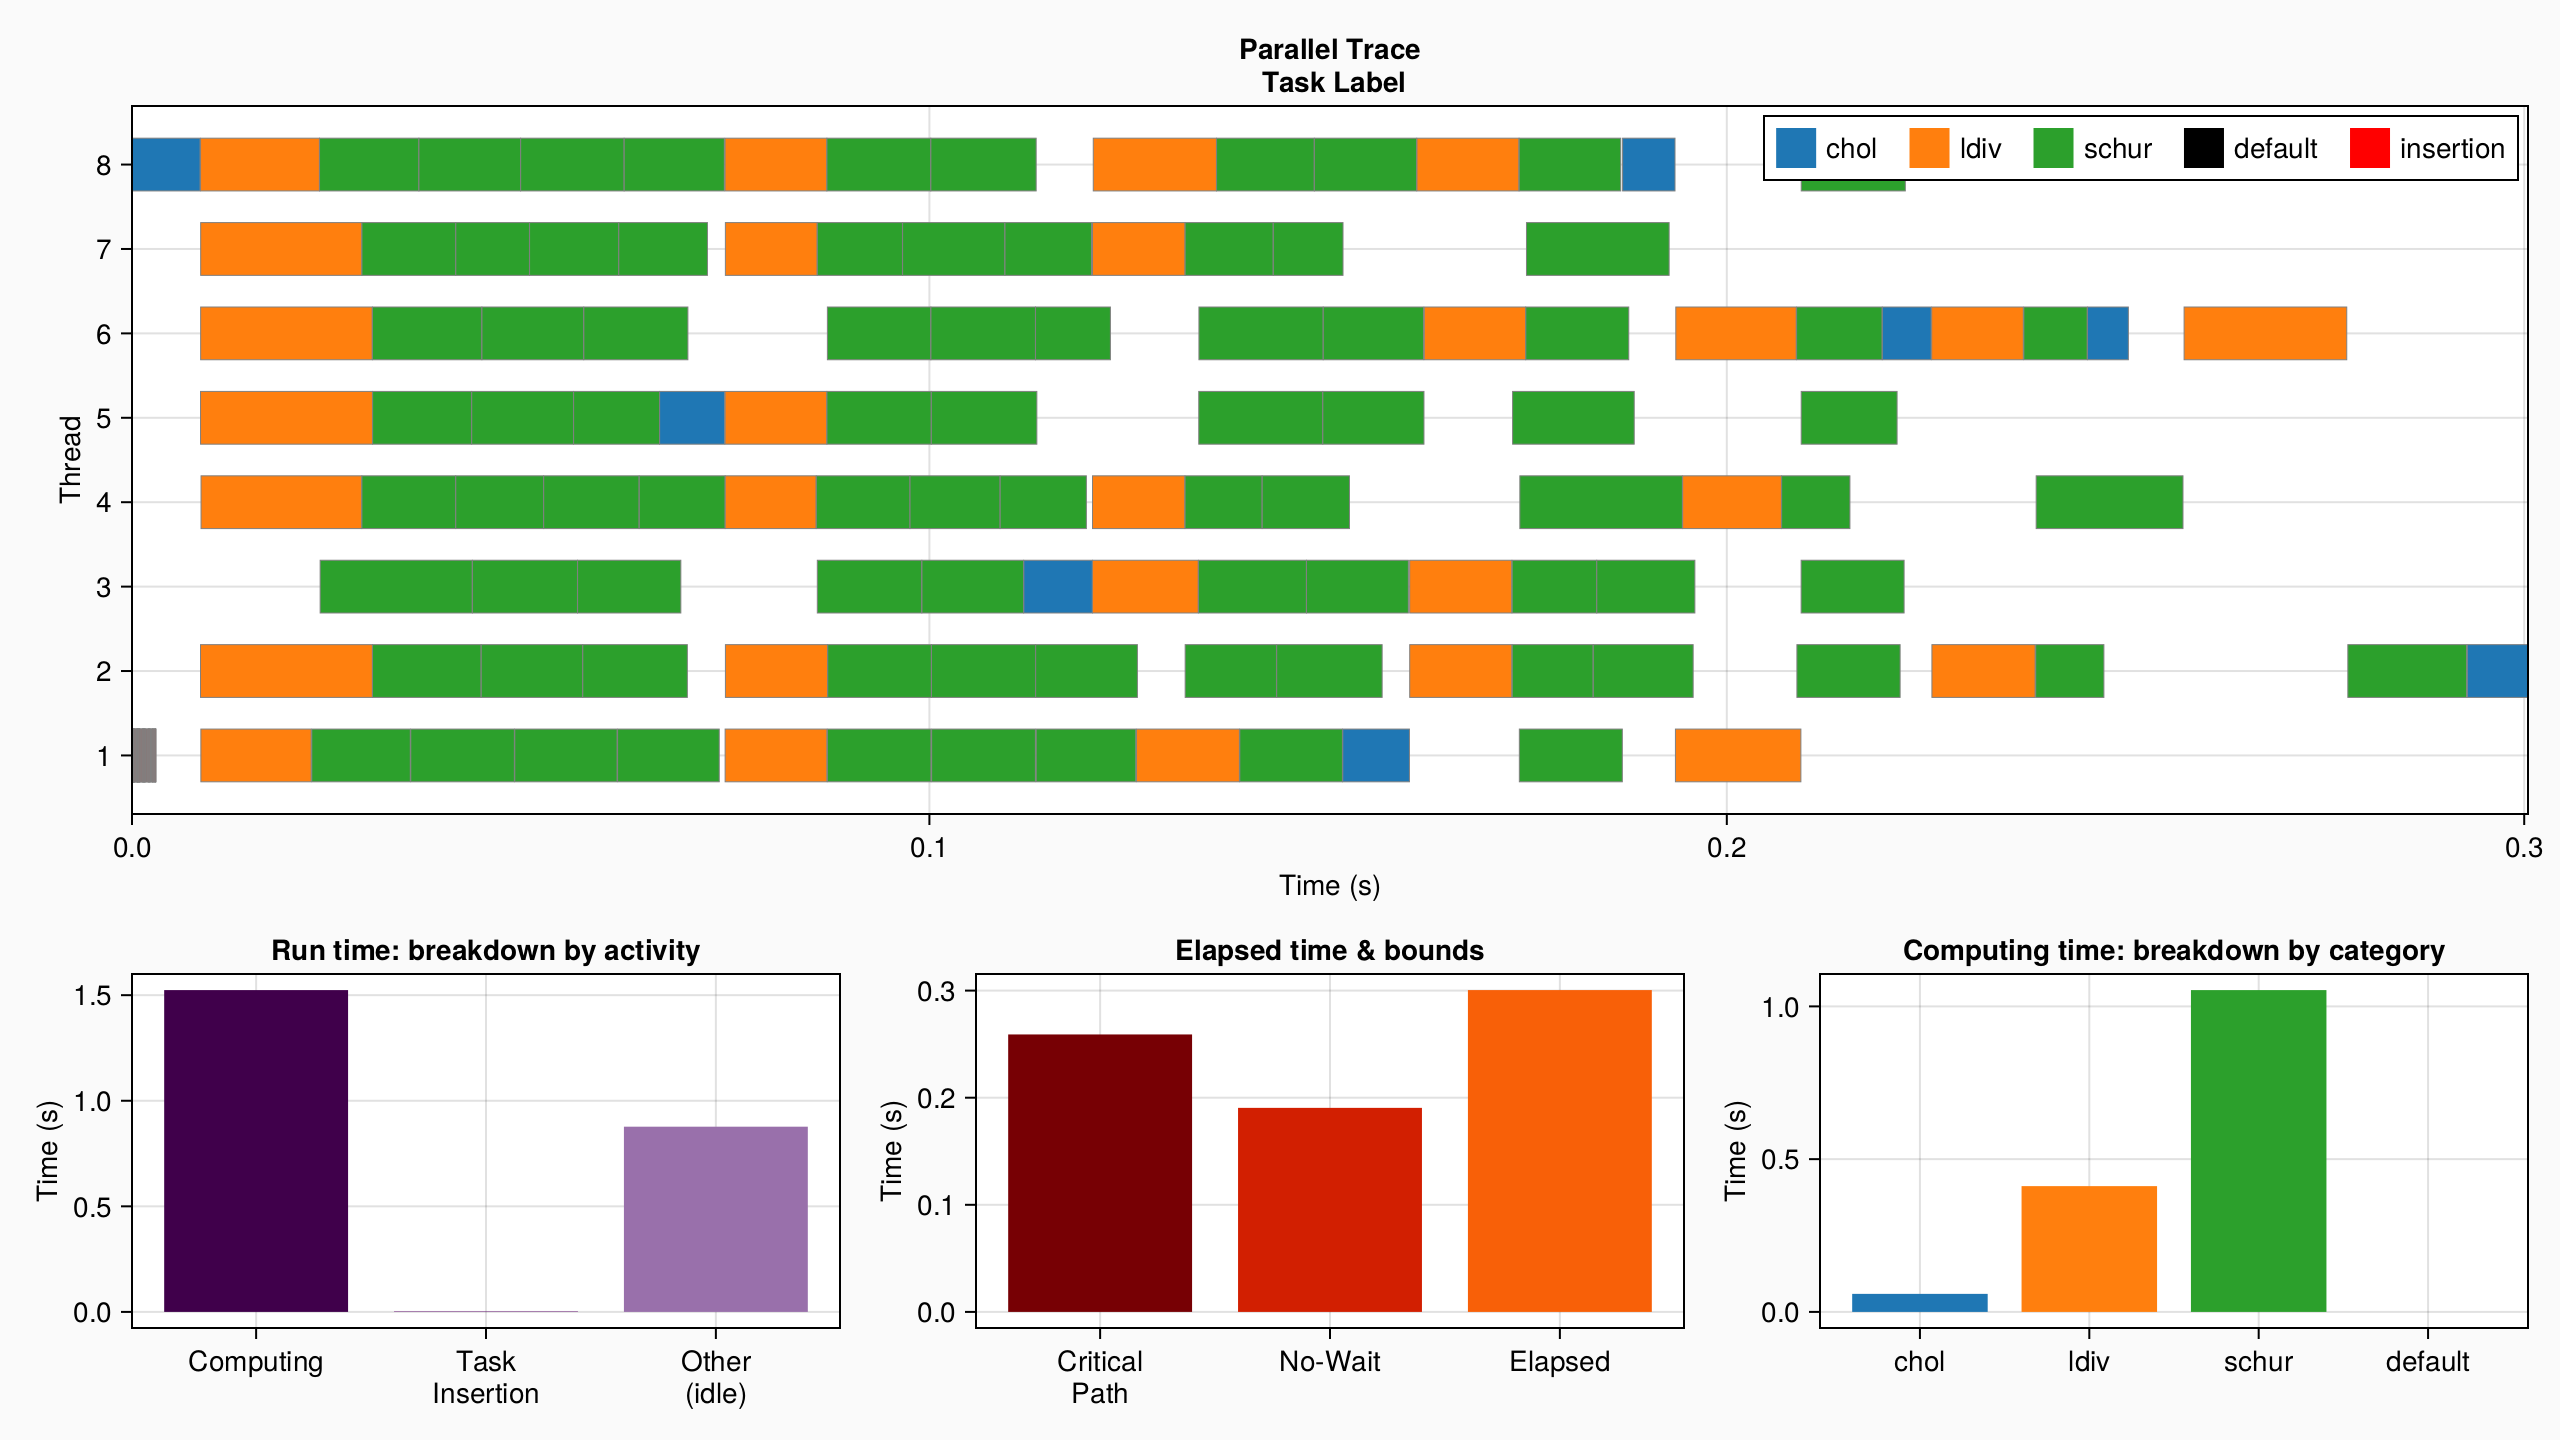 Parallel Trace
Task Label
chol ldiv schur default insertion
8
7
6
5
4
3
2
1
Thread
0.0 0.1 0.2 0.3
Time (s)
Run time: breakdown by activity
1.5
1.0
0.5
0.0
Time (s)
Computing Task Insertion Other (idle)
Elapsed time & bounds
0.3
0.2
0.1
0.0
Time (s)
Critical Path No-Wait Elapsed
Computing time: breakdown by category
1.0
0.5
0.0
Time (s)
chol ldiv schur default